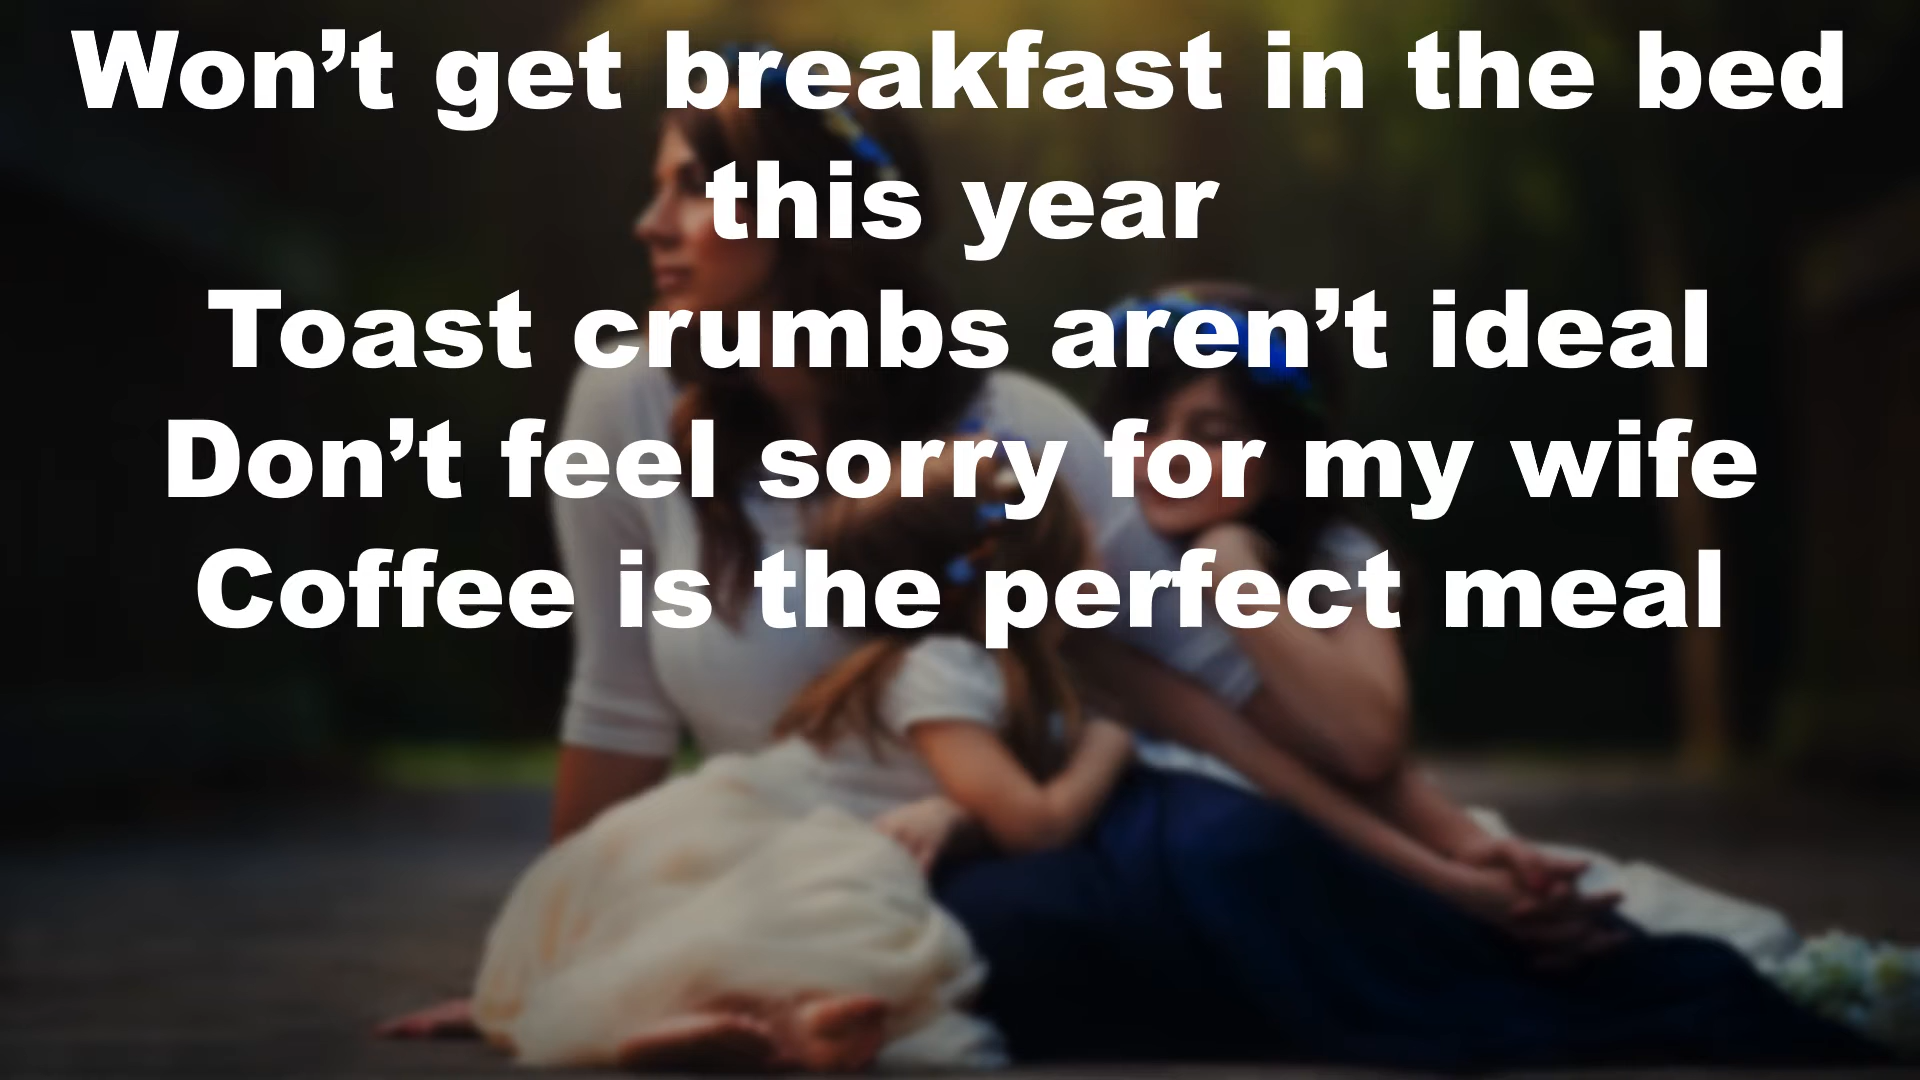 Won’t get breakfast in the bed
this year
Toast crumbs aren’t ideal
Don’t feel sorry for my wife
Coffee is the perfect meal